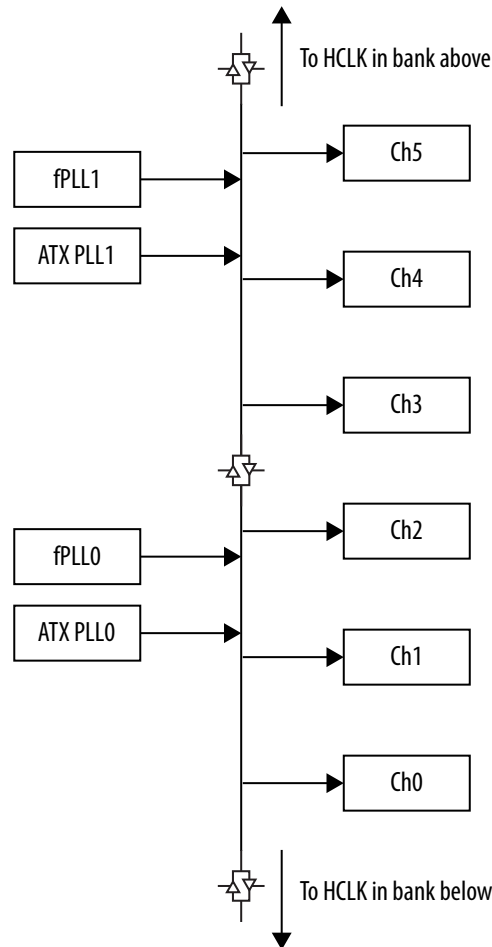 To HCLK in bank above
Ch5
fPLL1
ATX PLL1
Ch4
Ch3
Ch2
fPLL0
ATX PLL0
Ch1
Ch0
To HCLK in bank below